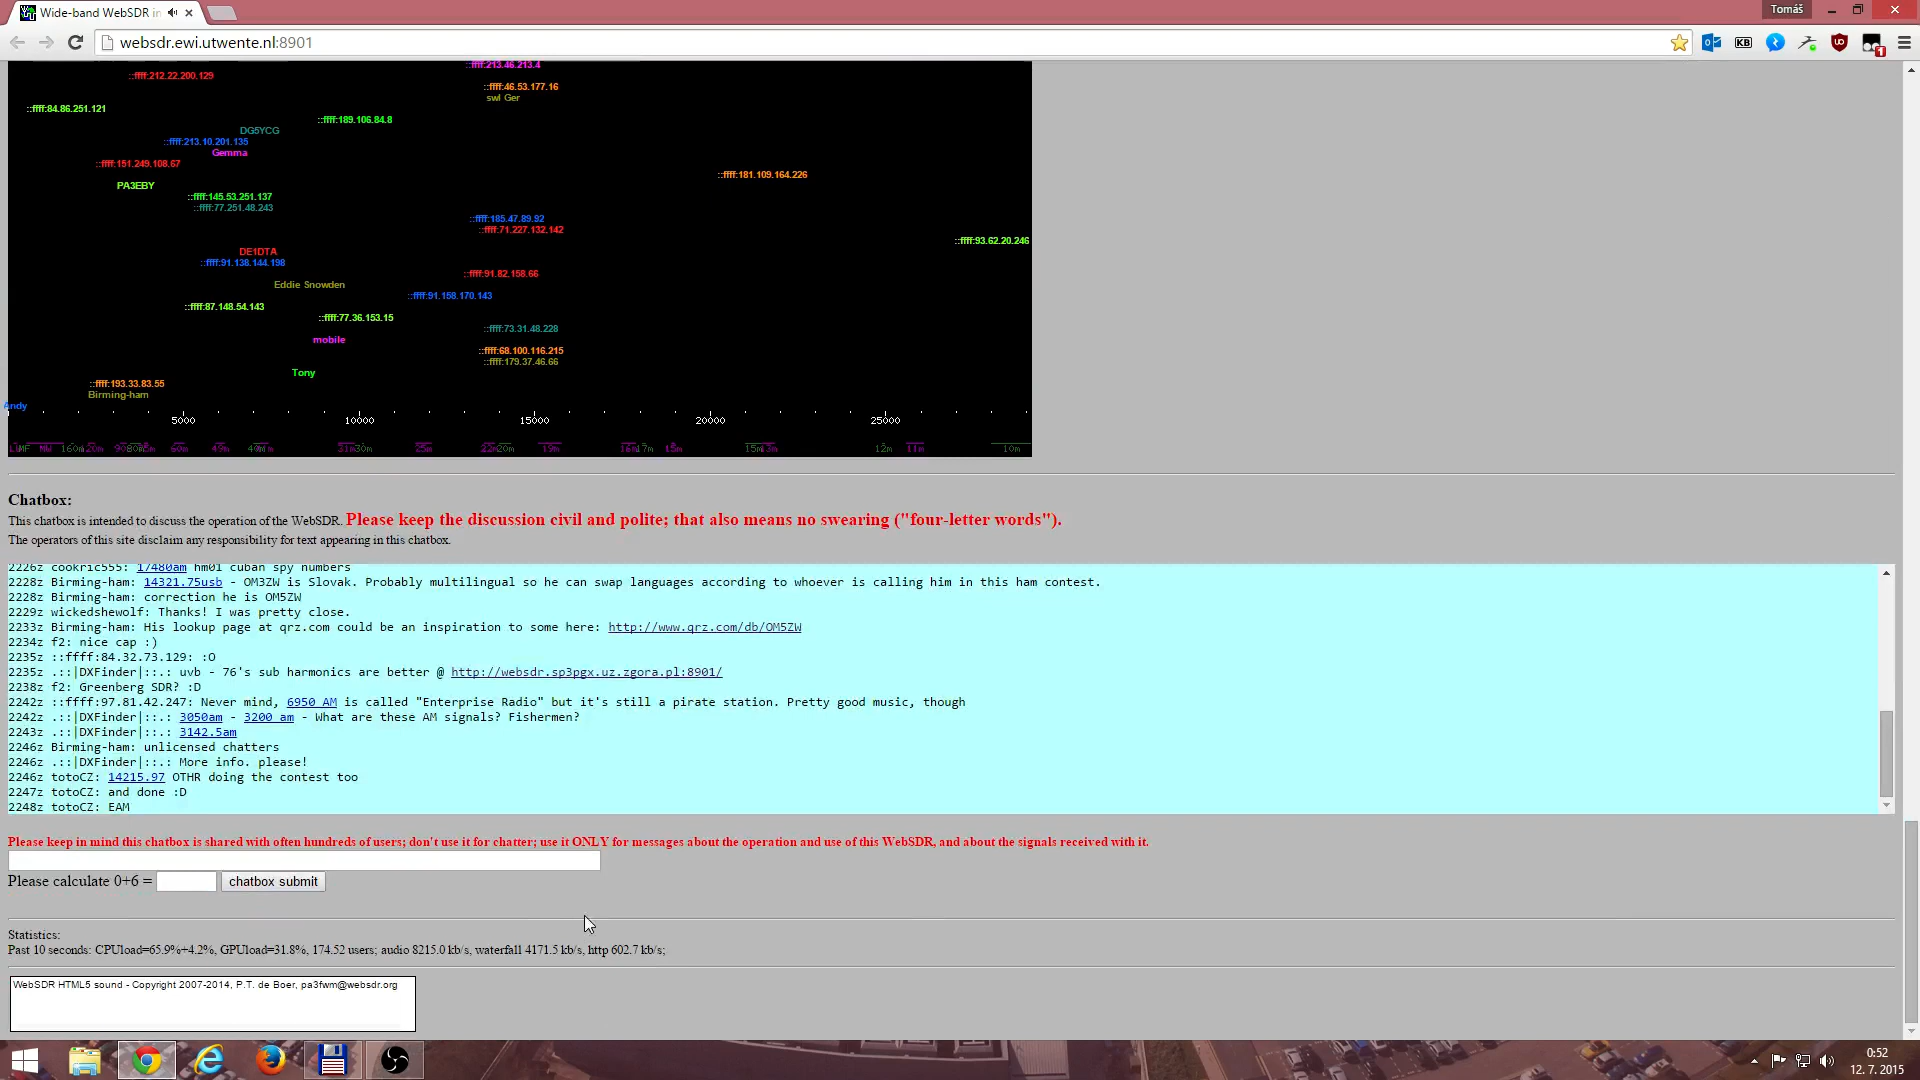 Wide-band WebSDR in
Tomáš
websdr.ewi.utwente.nl:8901
::ffff:213.46.213.4
::ffff:212.22.200.129
::ffff:46.53.177.16
swl Ger
::ffff:84.86.251.121
::ffff:189.106.84.8
DG5YCG
::ffff:213.10.201.135
Gemma
::ffff:151.249.108.67
::ffff:181.109.164.226
PA3EBY
::ffff:145.53.251.137
::ffff:77.251.48.243
::ffff:185.47.89.92
::ffff:71.227.132.142
::ffff:93.62.20.246
DE1DTA
::ffff:91.138.144.198
::ffff:91.82.158.66
Eddie Snowden
::ffff:91.158.170.143
::ffff:87.148.54.143
::ffff:77.36.153.15
::ffff:73.31.48.228
mobile
::ffff:68.100.116.215
::ffff:179.37.46.66
Tony
::ffff:193.33.83.55
Birming-ham
Andy
5000 10000 15000 20000 25000
MW 160m 60m 49m 25m 19m 15m 12m 11m 10m
Chatbox:
This chatbox is intended to discuss the operation of the WebSDR. Please keep the discussion civil and polite; that also means no swearing ("four-letter words").
The operators of this site disclaim any responsibility for text appearing in this chatbox.
2226z cookric555: 17480am hm01 cuban spy numbers
2228z Birming-ham: 14321.75usb - OM3ZW is Slovak. Probably multilingual so he can swap languages according to whoever is calling him in this ham contest.
2228z Birming-ham: correction he is OM5ZW
2229z wickedshewolf: Thanks! I was pretty close.
2233z Birming-ham: His lookup page at qrz.com could be an inspiration to some here: http://www.qrz.com/db/OM5ZW
2234z f2: nice cap :)
2235z ::ffff:84.32.73.129: :O
2235z .::|DXFinder|::.: uvb - 76's sub harmonics are better @ http://websdr.sp3pgx.uz.zgora.pl:8901/
2238z f2: Greenberg SDR? :D
2242z ::ffff:97.81.42.247: Never mind, 6950 AM is called "Enterprise Radio" but it's still a pirate station. Pretty good music, though
2242z .::|DXFinder|::.: 3050am - 3200 am - What are these AM signals? Fishermen?
2243z .::|DXFinder|::.: 3142.5am
2246z Birming-ham: unlicensed chatters
2246z .::|DXFinder|::.: More info. please!
2246z totoCZ: 14215.97 OTHR doing the contest too
2247z totoCZ: and done :D
2248z totoCZ: EAM
Please keep in mind this chatbox is shared with often hundreds of users; don't use it for chatter; use it ONLY for messages about the operation and use of this WebSDR, and about the signals received with it.
Please calculate 0+6 = chatbox submit
Statistics:
Past 10 seconds: CPUload=65.9%+4.2%, GPUload=31.8%, 174.52 users; audio 8215.0 kb/s, waterfall 4171.5 kb/s, http 602.7 kb/s;
WebSDR HTML5 sound - Copyright 2007-2014, P.T. de Boer, pa3fwm@websdr.org
0:52
12. 7. 2015